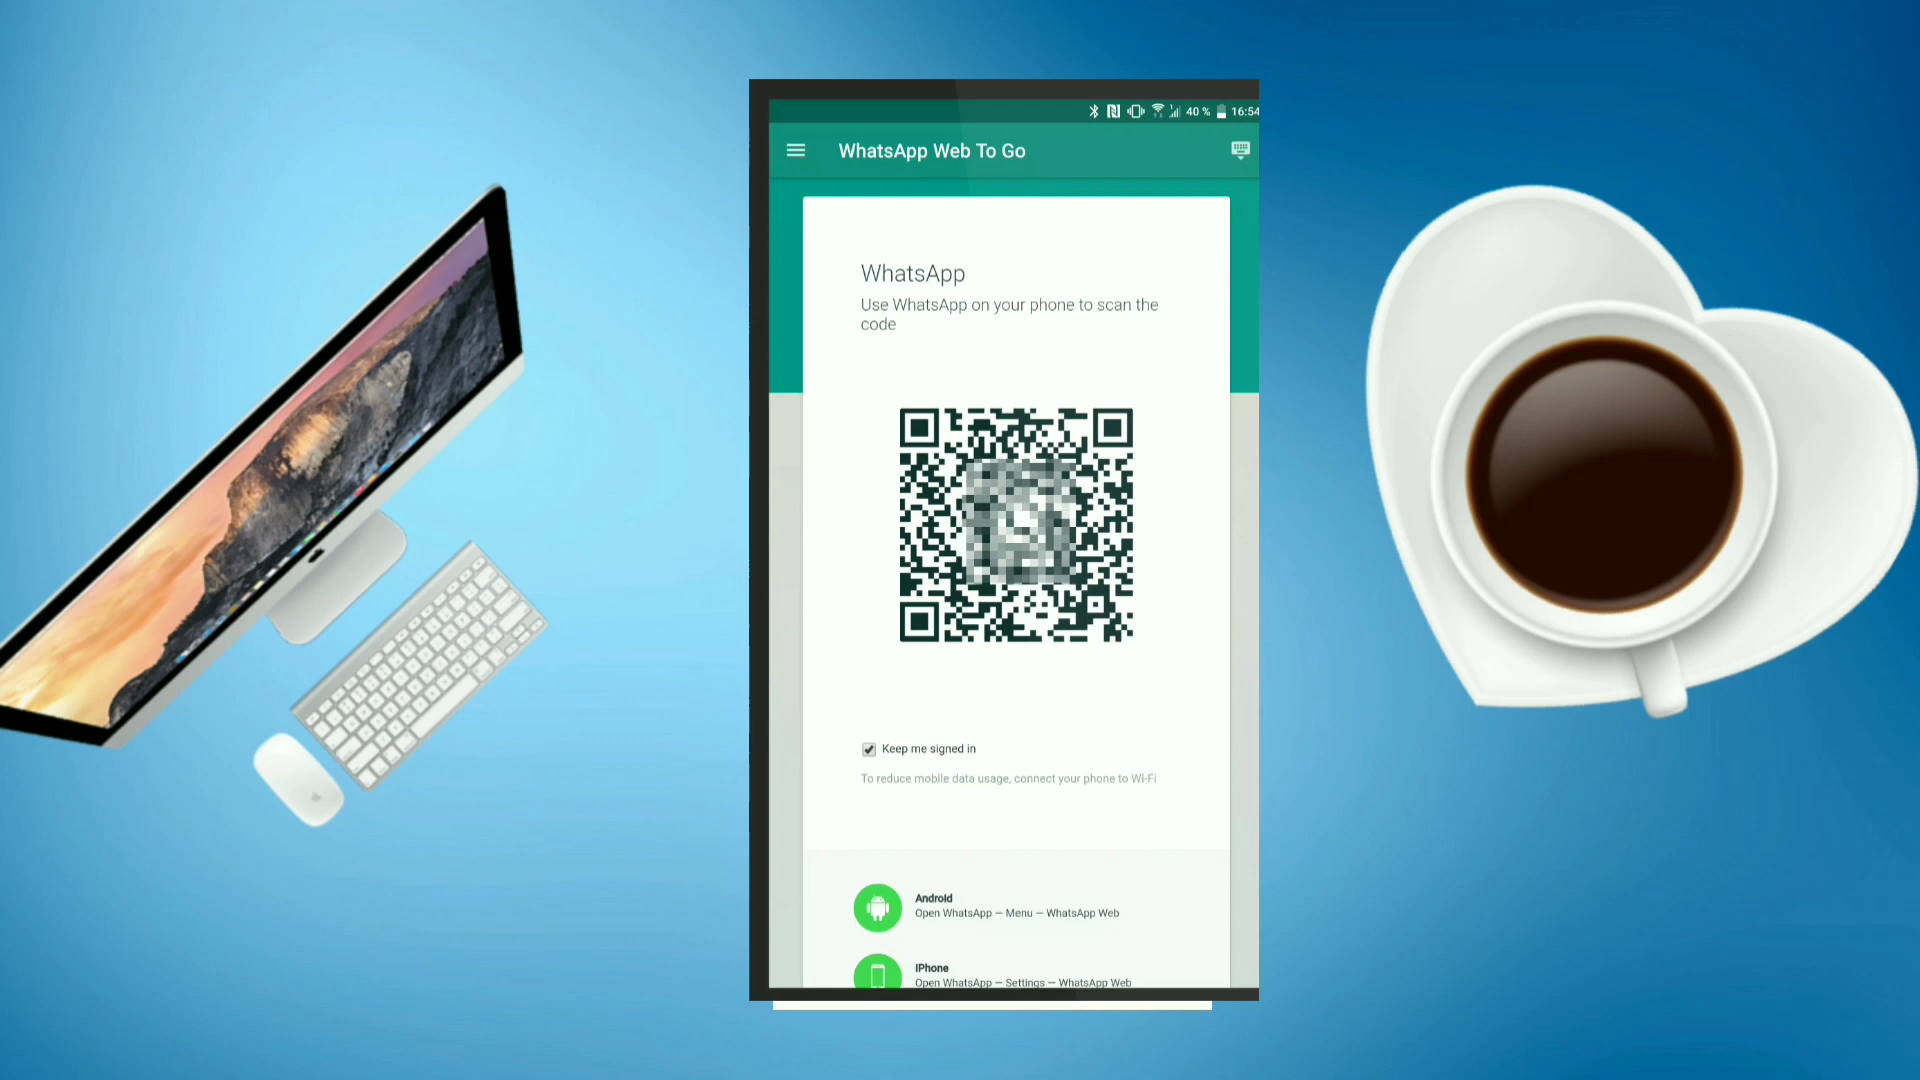 40 % 16:54
WhatsApp Web To Go
WhatsApp
Use WhatsApp on your phone to scan the
code
Keep me signed in
To reduce mobile data usage, connect your phone to Wi-Fi
Android
Open WhatsApp — Menu — WhatsApp Web
IPhone
Open WhatsApp — Settings — WhatsApp Web